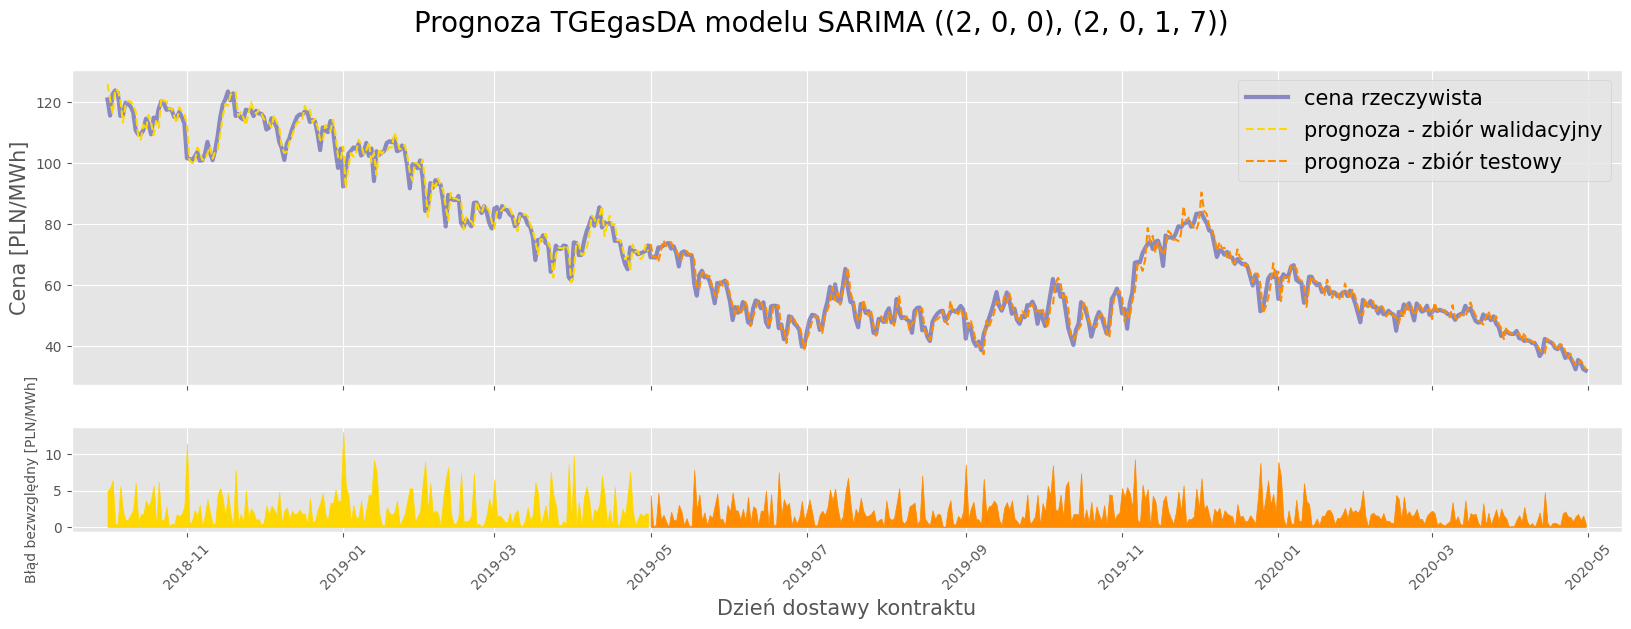 Prognoza TGEgasDA modelu SARIMA ((2, 0, 0), (2, 0, 1, 7))
cena rzeczywista
prognoza - zbiór walidacyjny
prognoza - zbiór testowy
Cena [PLN/MWh]
120
100
80
60
40
Błąd bezwzględny [PLN/MWh]
10
5
0
2018-11
2019-01
2019-03
2019-05
2019-07
2019-09
2019-11
2020-01
2020-03
2020-05
Dzień dostawy kontraktu